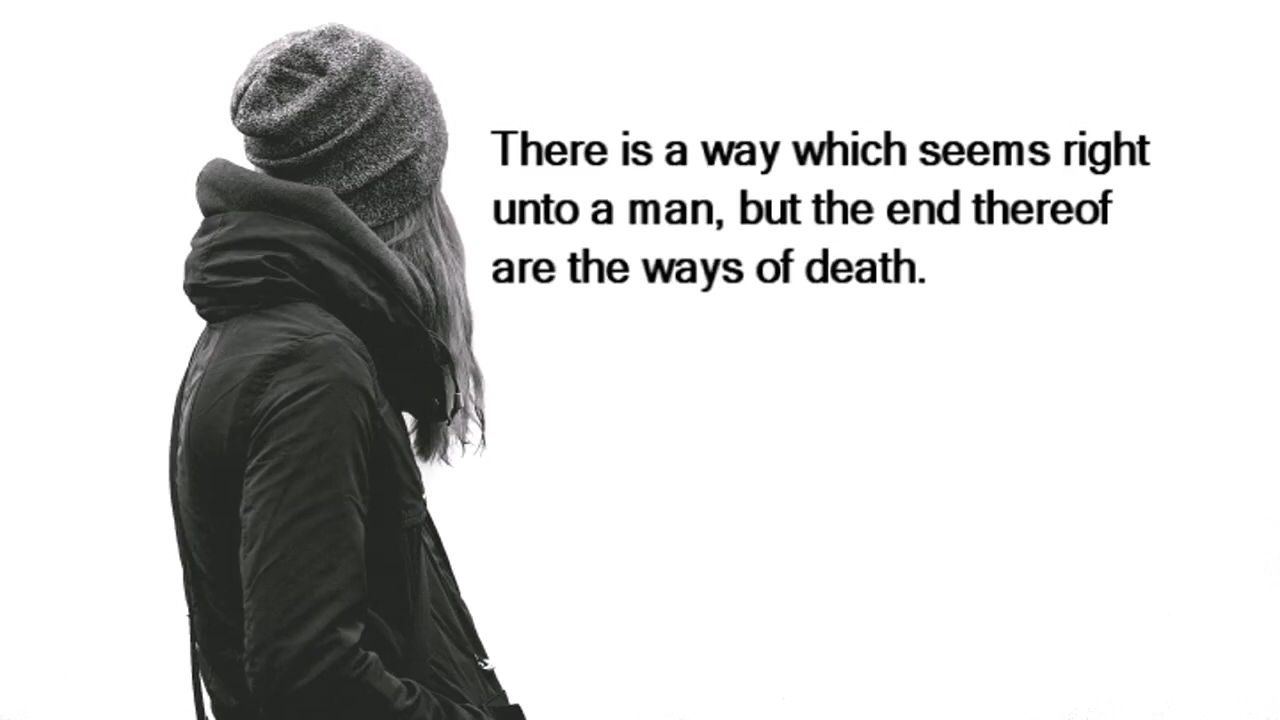 There is a way which seems right
unto a man, but the end thereof
are the ways of death.